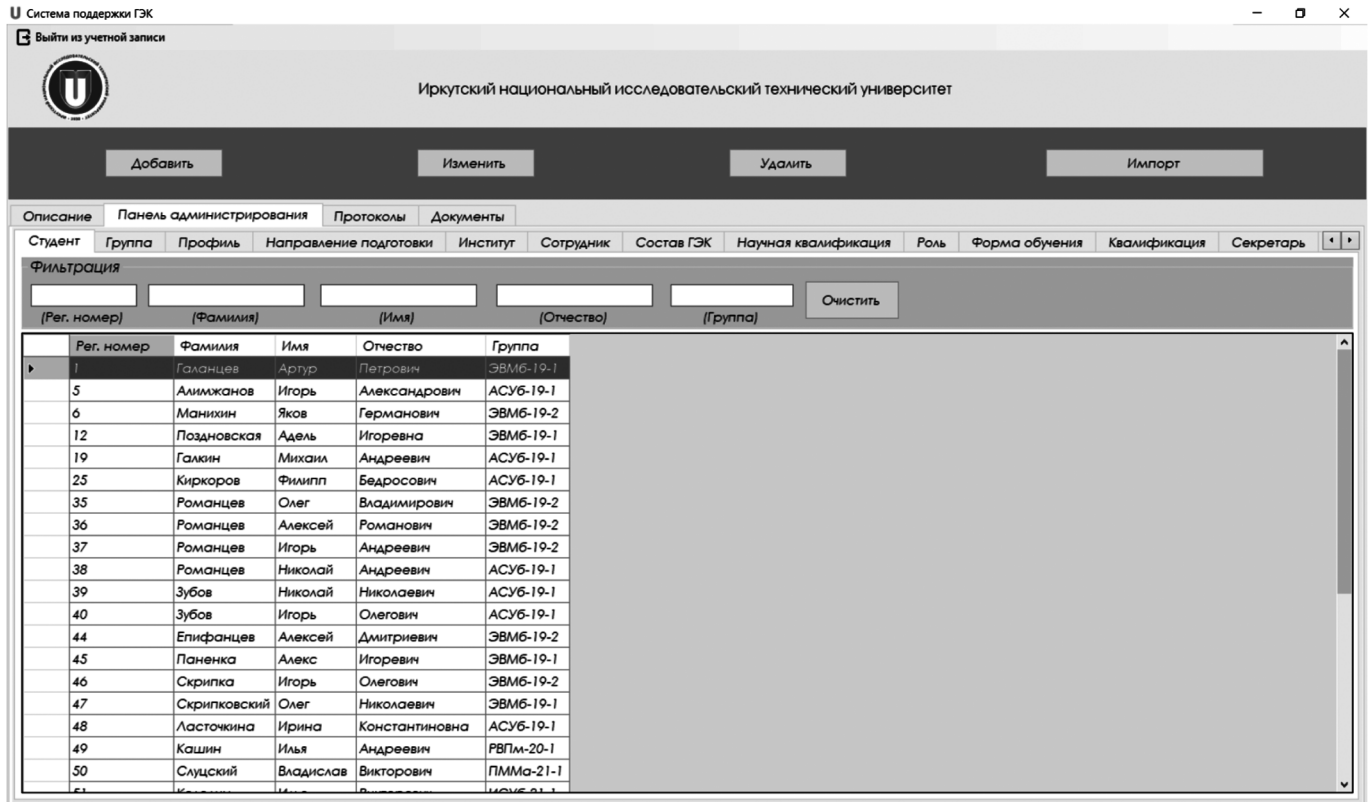 Система поддержки ГЭК
Выйти из учетной записи
Иркутский национальный исследовательский технический университет
Добавить Изменить Удалить Импорт
Описание Панель администрирования Протоколы Документы
Студент Группа Профиль Направление подготовки Институт Сотрудник Состав ГЭК Научная квалификация Роль Форма обучения Квалификация Секретарь
Фильтрация
Очистить
(Рег. номер) (Фамилия) (Имя) (Отчество) (Группа)
Рег. номер Фамилия Имя Отчество Группа
1 Галанцев Артур Петрович ЭВМб-19-1
5 Алимжанов Игорь Александрович АСУб-19-1
6 Манихин Яков Германович ЭВМб-19-2
12 Поздновская Адель Игоревна ЭВМб-19-1
19 Галкин Михаил Андреевич АСУб-19-1
25 Киркоров Филипп Бедросович АСУб-19-1
35 Романцев Олег Владимирович ЭВМб-19-2
36 Романцев Алексей Романович ЭВМб-19-2
37 Романцев Игорь Андреевич ЭВМб-19-2
38 Романцев Николай Андреевич АСУб-19-1
39 Зубов Николай Николаевич АСУб-19-1
40 Зубов Игорь Олегович АСУб-19-1
44 Епифанцев Алексей Дмитриевич ЭВМб-19-2
45 Паненка Алекс Игоревич ЭВМб-19-1
46 Скрипка Игорь Олегович ЭВМб-19-2
47 Скрипковский Олег Николаевич ЭВМб-19-1
48 Ласточкина Ирина Константиновна АСУб-19-1
49 Кашин Илья Андреевич РВПм-20-1
50 Слуцский Владислав Викторович ПММа-21-1